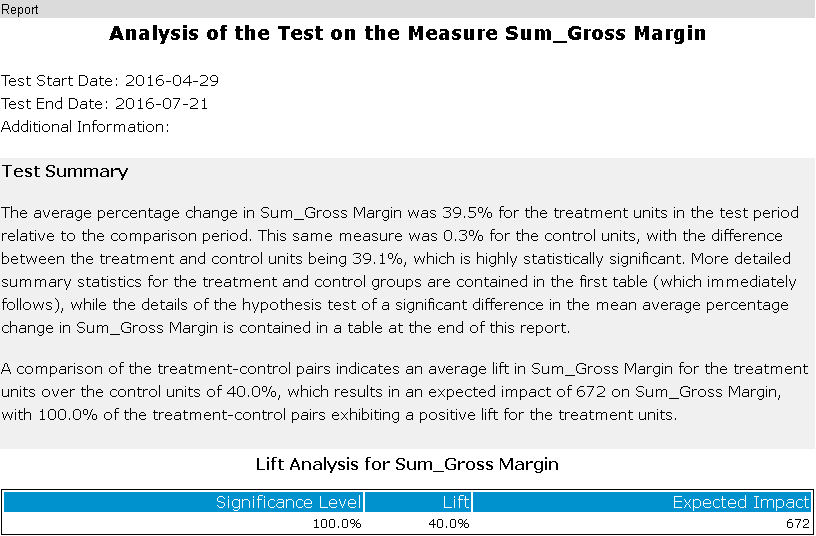 Report
Analysis of the Test on the Measure Sum_Gross Margin
Test Start Date: 2016-04-29
Test End Date: 2016-07-21
Additional Information:
Test Summary
The average percentage change in Sum_Gross Margin was 39.5% for the treatment units in the test period
relative to the comparison period. This same measure was 0.3% for the control units, with the difference
between the treatment and control units being 39.1%, which is highly statistically significant. More detailed
summary statistics for the treatment and control groups are contained in the first table (which immediately
follows), while the details of the hypothesis test of a significant difference in the mean average percentage
change in Sum_Gross Margin is contained in a table at the end of this report.
A comparison of the treatment-control pairs indicates an average lift in Sum_Gross Margin for the treatment
units over the control units of 40.0%, which results in an expected impact of 672 on Sum_Gross Margin,
with 100.0% of the treatment-control pairs exhibiting a positive lift for the treatment units.
Lift Analysis for Sum_Gross Margin
Significance Level Lift Expected Impact
100.0% 40.0% 672